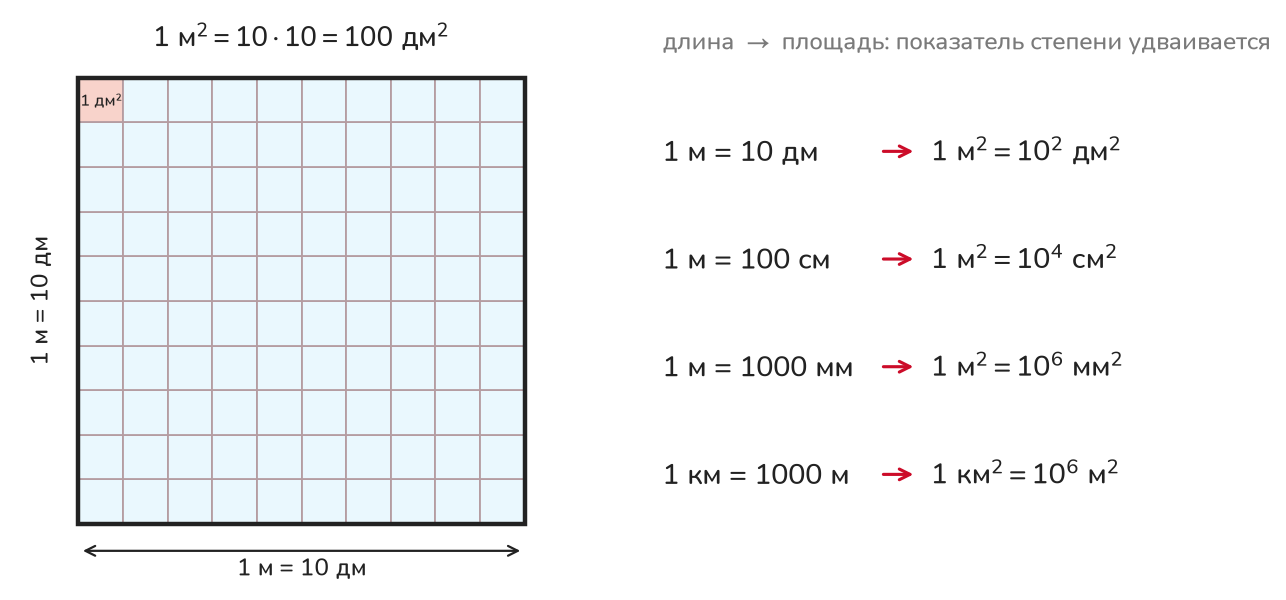 1 м² = 10 · 10 = 100 дм²
1 дм²
1 м = 10 дм
1 м = 10 дм
длина → площадь: показатель степени удваивается
1 м = 10 дм → 1 м² = 10² дм²
1 м = 100 см → 1 м² = 10⁴ см²
1 м = 1000 мм → 1 м² = 10⁶ мм²
1 км = 1000 м → 1 км² = 10⁶ м²